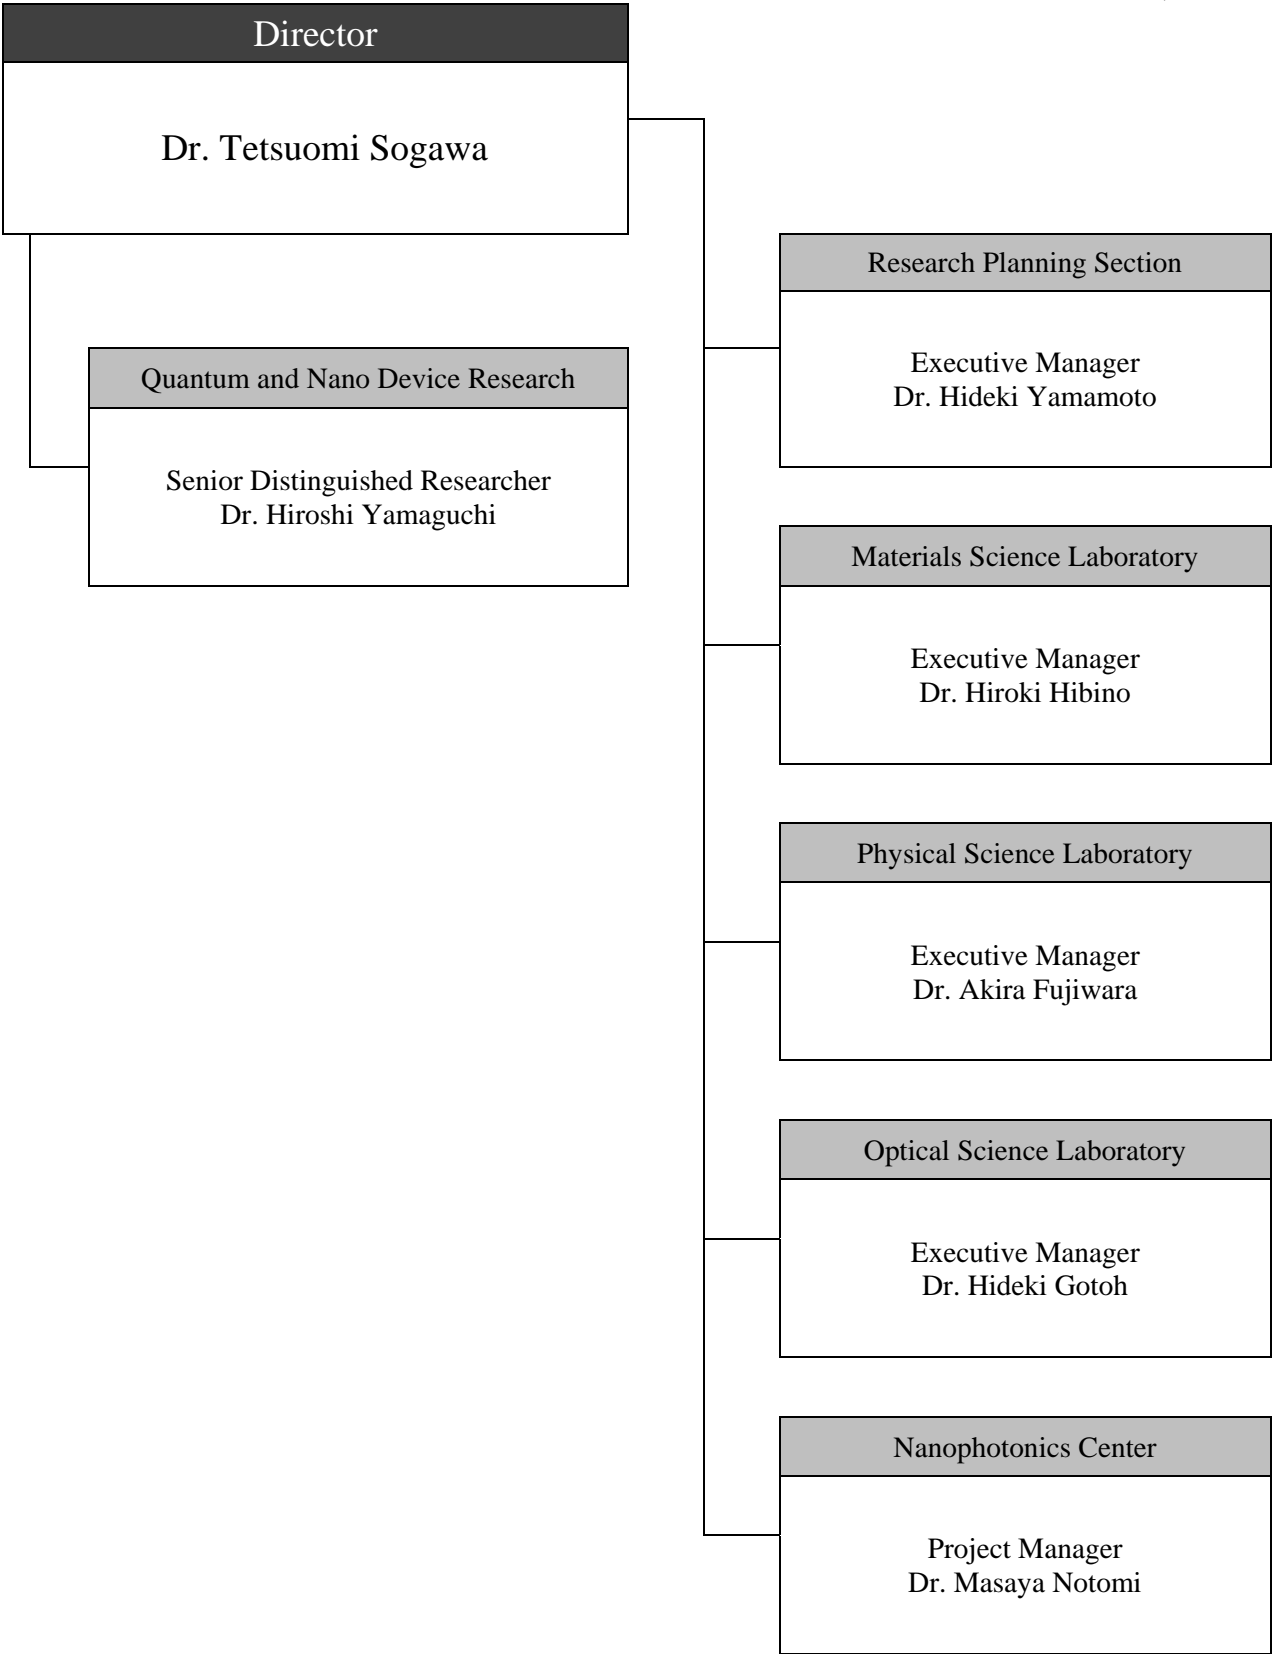 Director
Dr. Tetsuomi Sogawa
Quantum and Nano Device Research
Senior Distinguished Researcher
Dr. Hiroshi Yamaguchi
Research Planning Section
Executive Manager
Dr. Hideki Yamamoto
Materials Science Laboratory
Executive Manager
Dr. Hiroki Hibino
Physical Science Laboratory
Executive Manager
Dr. Akira Fujiwara
Optical Science Laboratory
Executive Manager
Dr. Hideki Gotoh
Nanophotonics Center
Project Manager
Dr. Masaya Notomi